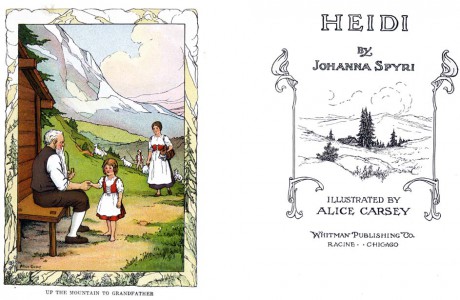 UP THE MOUNTAIN TO GRANDFATHER
HEIDI
BY
JOHANNA SPYRI
ILLUSTRATED BY
ALICE CARSEY
WHITMAN PUBLISHING CO.
RACINE - CHICAGO